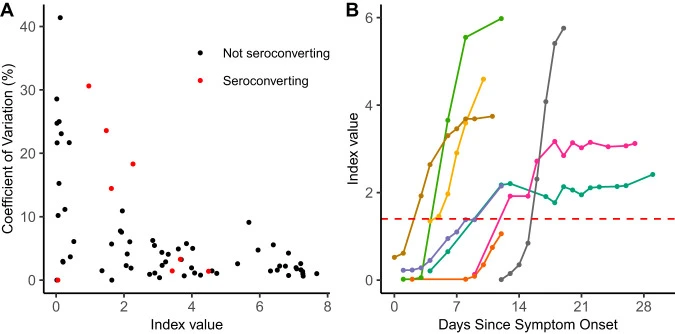 A
Coefficient of Variation (%)
40
30
20
10
0
0 2 4 6 8
Index value
Not seroconverting
Seroconverting
B
Index value
6
4
2
0
0 7 14 21 28
Days Since Symptom Onset